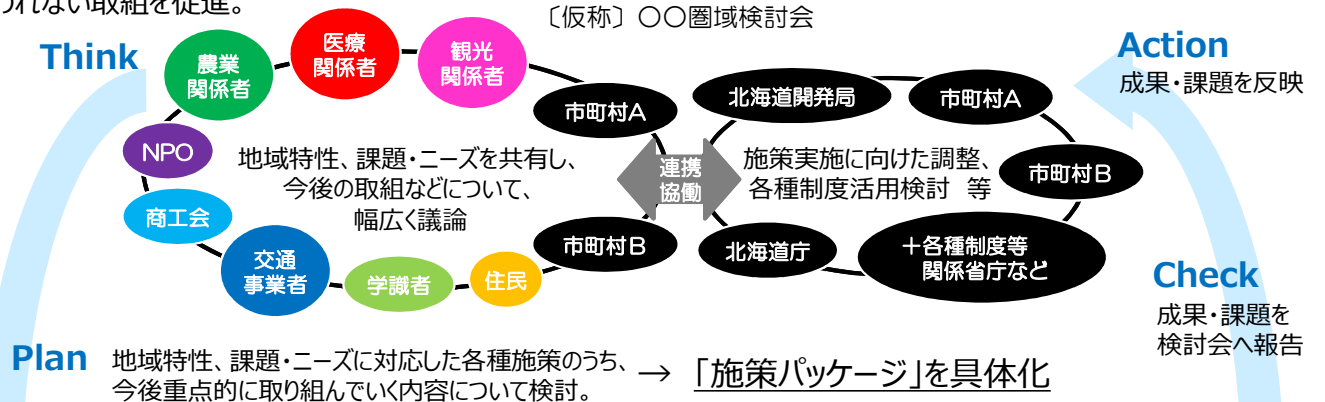 われない取組を促進。
〔仮称〕〇〇圏域検討会
Think
農業
関係者
医療
関係者
観光
関係者
市町村A
NPO
商工会
交通
事業者
学識者
住民
市町村B
地域特性、課題・ニーズを共有し、
今後の取組などについて、
幅広く議論
連携
協働
北海道開発局
市町村A
市町村B
北海道庁
＋各種制度等
関係省庁など
施策実施に向けた調整、
各種制度活用検討　等
Action
成果・課題を反映
Check
成果・課題を
検討会へ報告
Plan
地域特性、課題・ニーズに対応した各種施策のうち、
今後重点的に取り組んでいく内容について検討。
→ 「施策パッケージ」を具体化